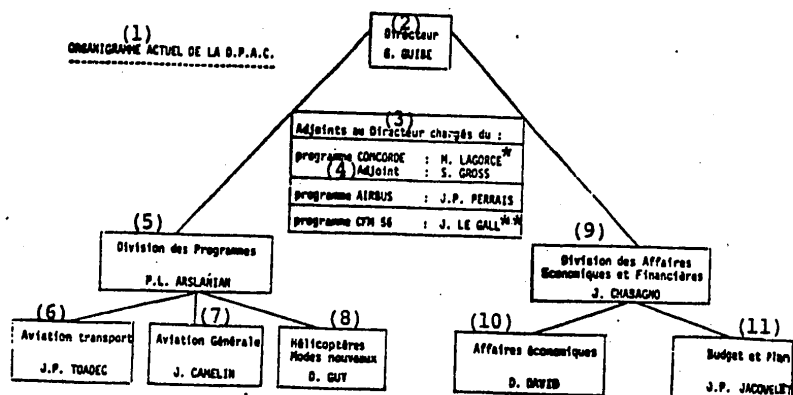 (1)
ORGANIGRAMME ACTUEL DE LA D.P.A.C.
(2)
Directeur
G. GUIBE
(3)
Adjoints au Directeur chargés du :
programme CONCORDE : M. LAGORCE*
(4) Adjoint : S. GROSS
programme AIRBUS : J.P. PERRAIS
programme CFM 56 : J. LE GALL**
(5)
Division des Programmes
P.L. ARSLANIAN
(9)
Division des Affaires
Economiques et Financières
J. CHABAGNO
(6)
Aviation transport
J.P. TOADEC
(7)
Aviation Générale
J. CAMELIN
(8)
Hélicoptères
Modes nouveaux
D. GUY
(10)
Affaires économiques
D. DAVID
(11)
Budget et Plan
J.P. JACQUELET